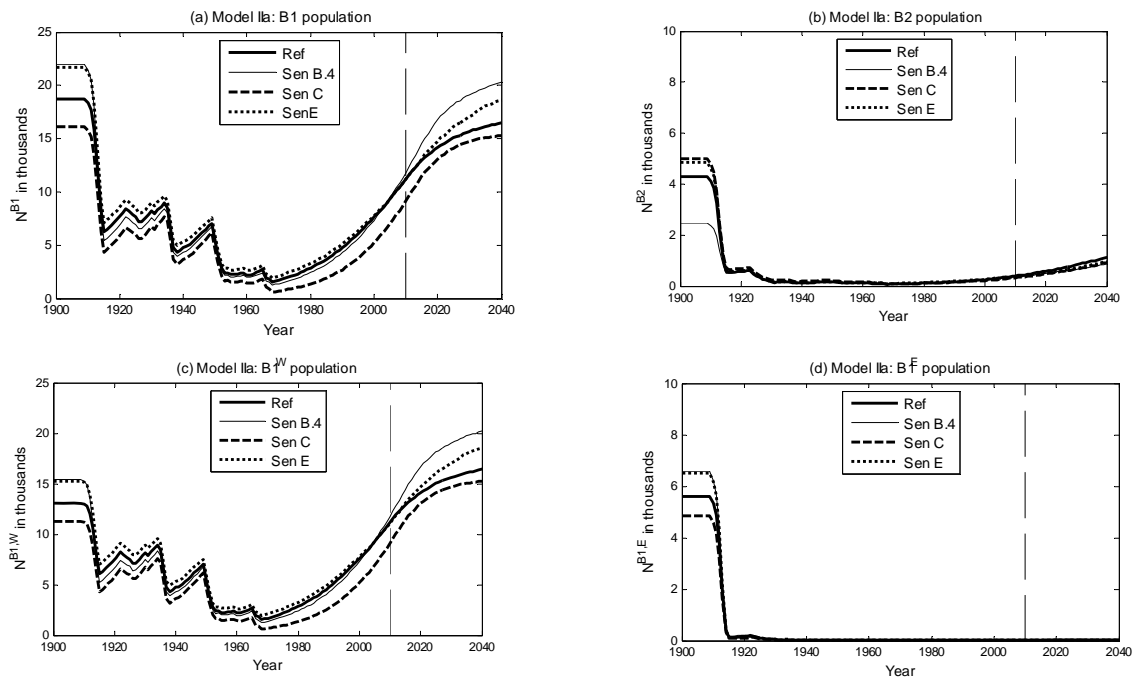 (a) Model IIa: B1 population
25
20
15
10
5
0
N^B1 in thousands
Ref
Sen B.4
Sen C
SenE
1900 1920 1940 1960 1980 2000 2020 2040
Year
(b) Model IIa: B2 population
10
8
6
4
2
0
N^B2 in thousands
Ref
Sen B.4
Sen C
Sen E
1900 1920 1940 1960 1980 2000 2020 2040
Year
(c) Model IIa: B1^W population
25
20
15
10
5
0
N^B1,W in thousands
Ref
Sen B.4
Sen C
Sen E
1900 1920 1940 1960 1980 2000 2020 2040
Year
(d) Model IIa: B1^E population
10
8
6
4
2
0
N^B1,E in thousands
Ref
Sen B.4
Sen C
Sen E
1900 1920 1940 1960 1980 2000 2020 2040
Year